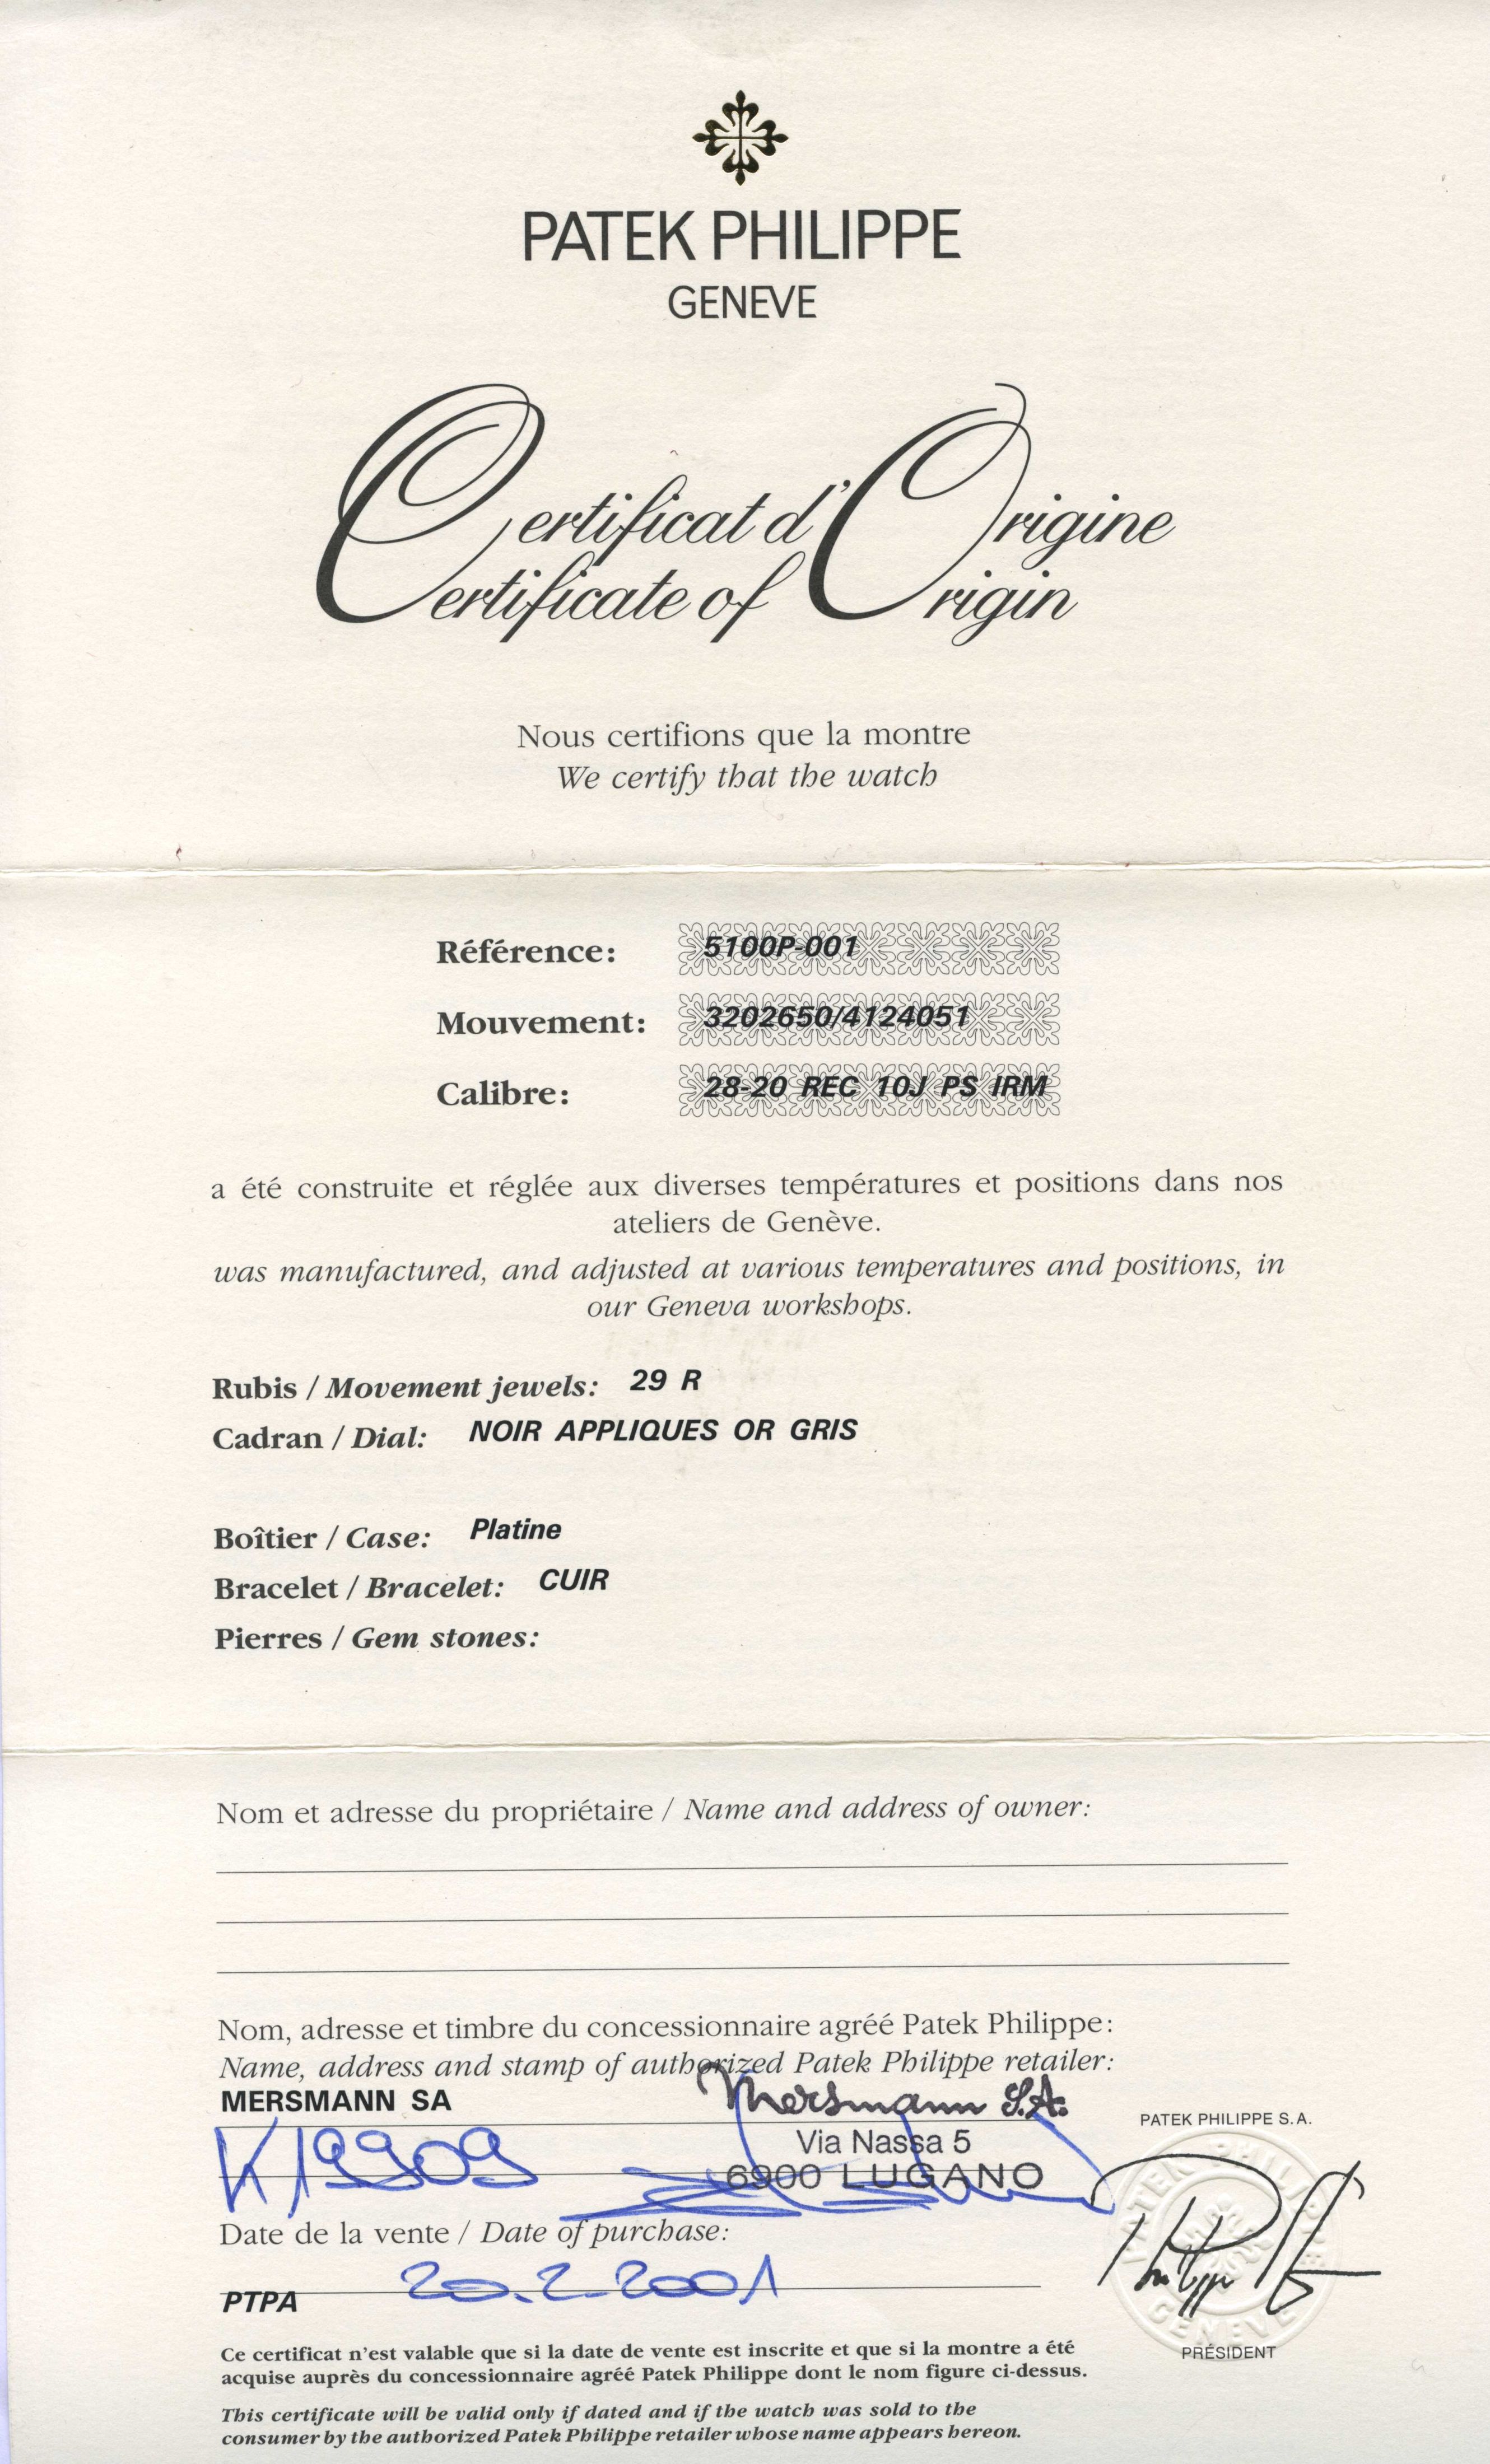 PATEK PHILIPPE
GENEVE
Certificat d'Origine
Certificate of Origin
Nous certifions que la montre
We certify that the watch
Référence: 5100P-001
Mouvement: 3202650/4124051
Calibre: 28-20 REC 10J PS IRM
a été construite et réglée aux diverses températures et positions dans nos
ateliers de Genève.
was manufactured, and adjusted at various temperatures and positions, in
our Geneva workshops.
Rubis / Movement jewels: 29 R
Cadran / Dial: NOIR APPLIQUES OR GRIS
Boîtier / Case: Platine
Bracelet / Bracelet: CUIR
Pierres / Gem stones:
Nom et adresse du propriétaire / Name and address of owner:
Nom, adresse et timbre du concessionnaire agréé Patek Philippe:
Name, address and stamp of authorized Patek Philippe retailer:
MERSMANN SA
Mersmann S.A.
Via Nassa 5
6900 LUGANO
PATEK PHILIPPE S.A.
PATEK PHILIPPE
GENEVE
Date de la vente / Date of purchase:
PTPA 20.2.2001
PRÉSIDENT
Ce certificat n'est valable que si la date de vente est inscrite et que si la montre a été
acquise auprès du concessionnaire agréé Patek Philippe dont le nom figure ci-dessus.
This certificate will be valid only if dated and if the watch was sold to the
consumer by the authorized Patek Philippe retailer whose name appears hereon.